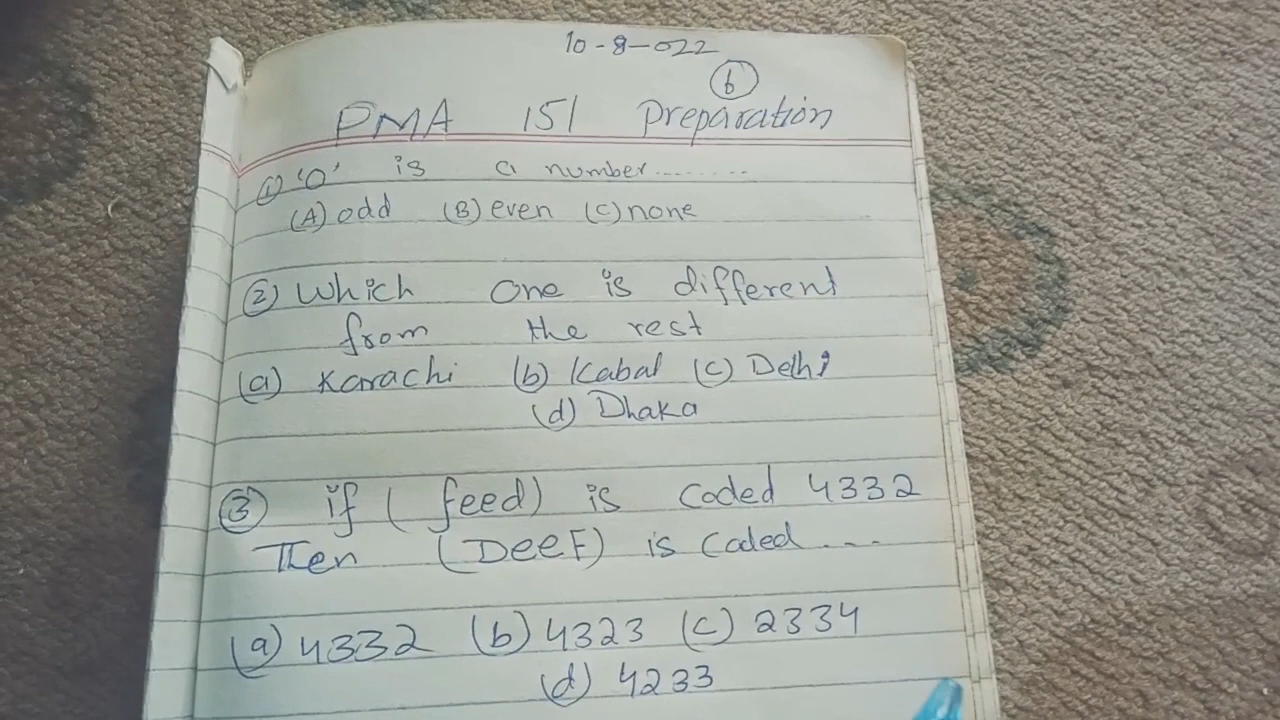 10-8-022
(6)
PMA 151 Preparation
(1) 'O' is a number........
(A) odd (B) even (C) none
(2) Which one is different
from the rest
(a) Karachi (b) Kabal (c) Delhi
(d) Dhaka
(3) if ( feed) is coded 4332
Then (DeeF) is coded ...
(a) 4332 (b) 4323 (c) 2334
(d) 4233